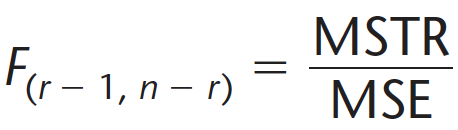 F(r – 1, n – r) = MSTR / MSE